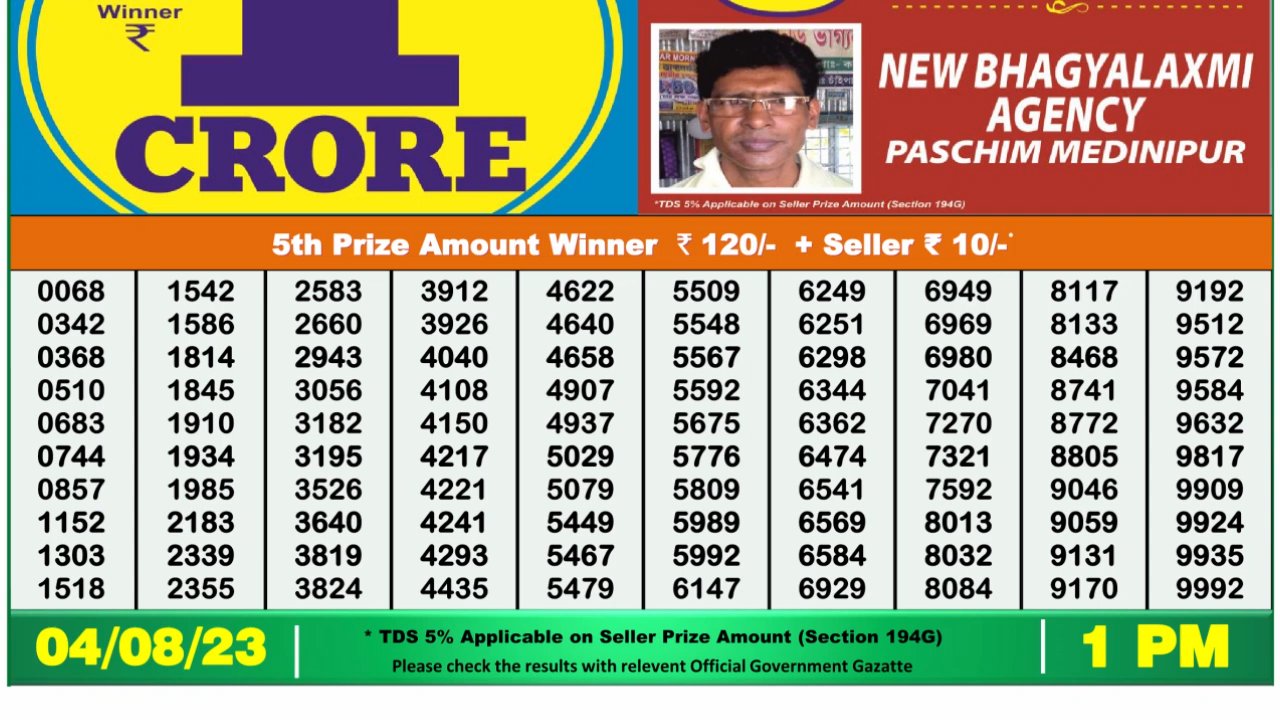 Winner
₹
1
CRORE
ভাগ্য
NEW BHAGYALAXMI
AGENCY
PASCHIM MEDINIPUR
*TDS 5% Applicable on Seller Prize Amount (Section 194G)
5th Prize Amount Winner ₹ 120/- + Seller ₹ 10/-*
0068 1542 2583 3912 4622 5509 6249 6949 8117 9192
0342 1586 2660 3926 4640 5548 6251 6969 8133 9512
0368 1814 2943 4040 4658 5567 6298 6980 8468 9572
0510 1845 3056 4108 4907 5592 6344 7041 8741 9584
0683 1910 3182 4150 4937 5675 6362 7270 8772 9632
0744 1934 3195 4217 5029 5776 6474 7321 8805 9817
0857 1985 3526 4221 5079 5809 6541 7592 9046 9909
1152 2183 3640 4241 5449 5989 6569 8013 9059 9924
1303 2339 3819 4293 5467 5992 6584 8032 9131 9935
1518 2355 3824 4435 5479 6147 6929 8084 9170 9992
04/08/23
* TDS 5% Applicable on Seller Prize Amount (Section 194G)
Please check the results with relevent Official Government Gazatte
1 PM